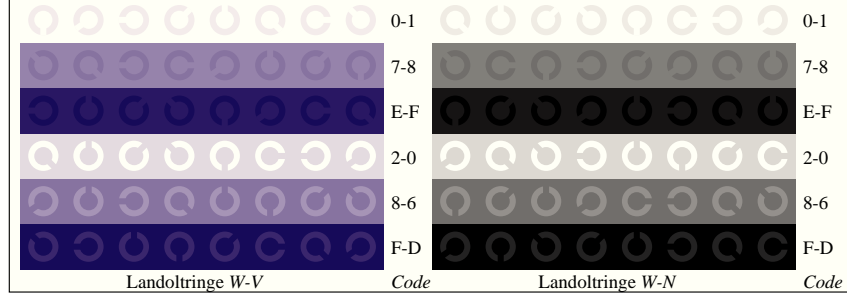 0-1 0-1
7-8 7-8
E-F E-F
2-0 2-0
8-6 8-6
F-D F-D
Landoltringe W-V Code Landoltringe W-N Code